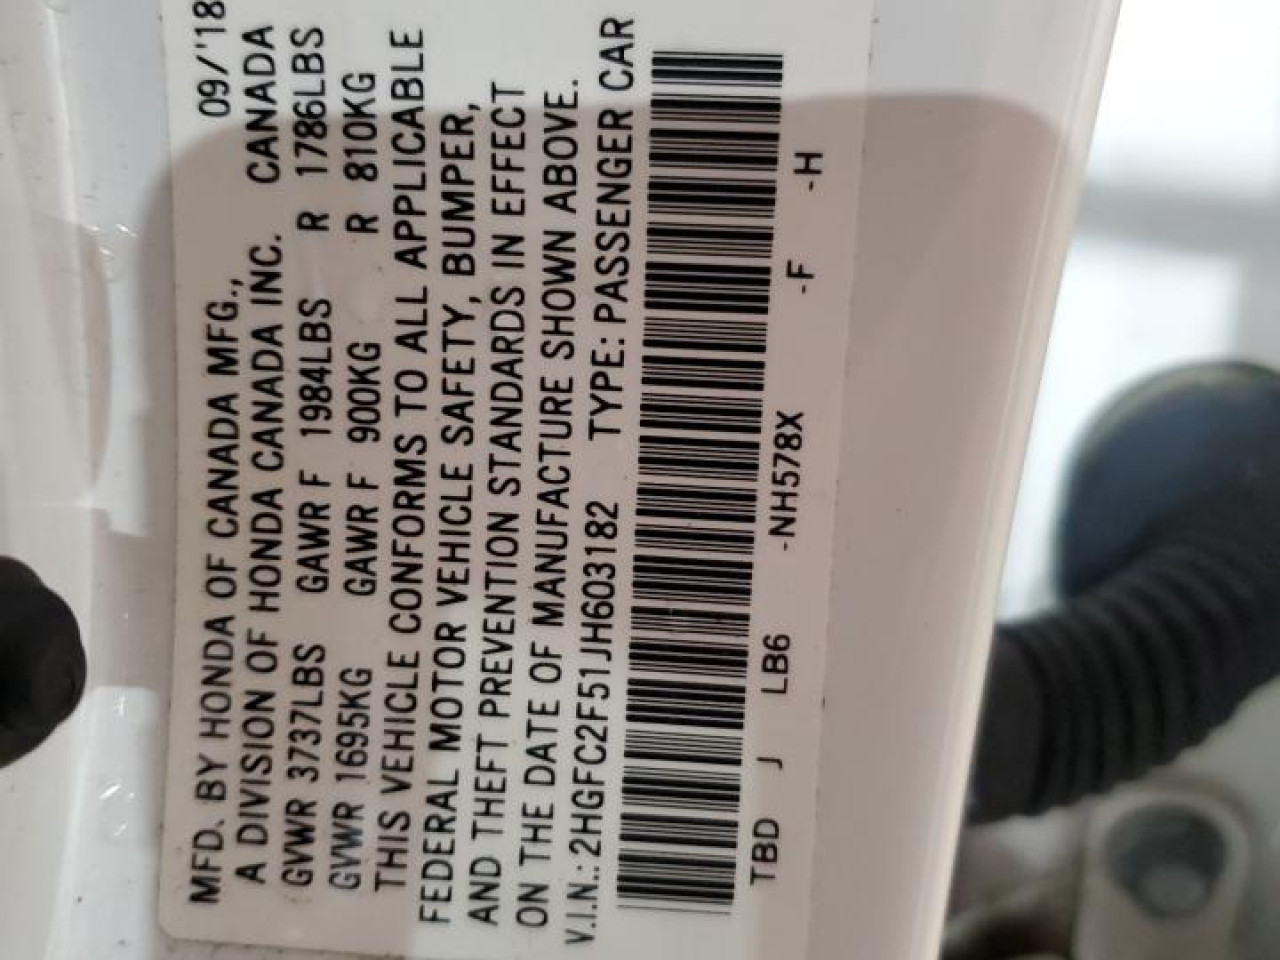 MFD. BY HONDA OF CANADA MFG., 09/'18
A DIVISION OF HONDA CANADA INC. CANADA
GVWR 3737LBS GAWR F 1984LBS R 1786LBS
GVWR 1695KG GAWR F 900KG R 810KG
THIS VEHICLE CONFORMS TO ALL APPLICABLE
FEDERAL MOTOR VEHICLE SAFETY, BUMPER,
AND THEFT PREVENTION STANDARDS IN EFFECT
ON THE DATE OF MANUFACTURE SHOWN ABOVE.
V.I.N.: 2HGFC2F51JH603182 TYPE: PASSENGER CAR
TBD J LB6 -NH578X -F -H